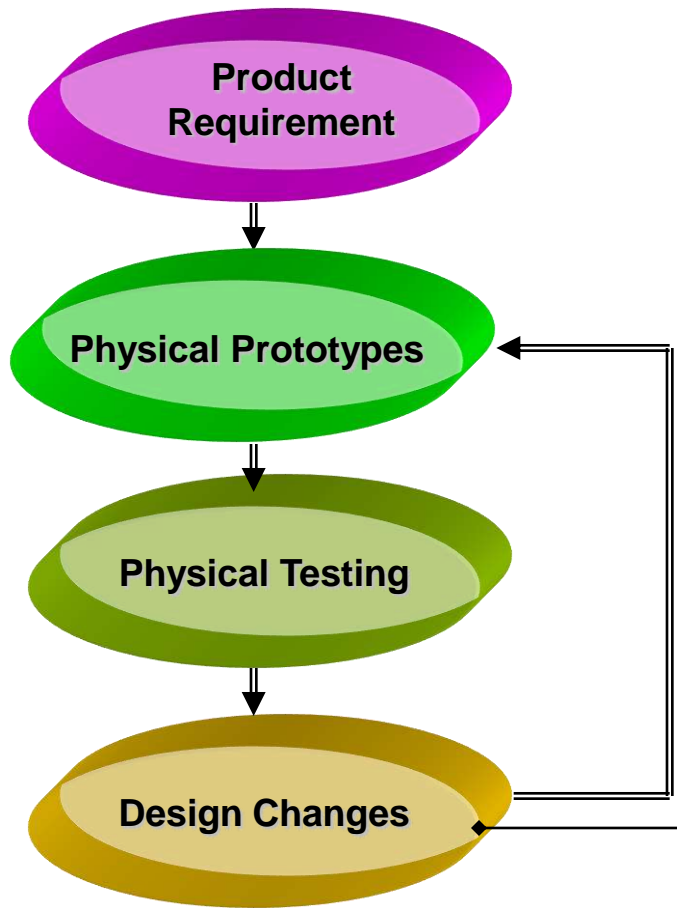 Product
Requirement
Physical Prototypes
Physical Testing
Design Changes